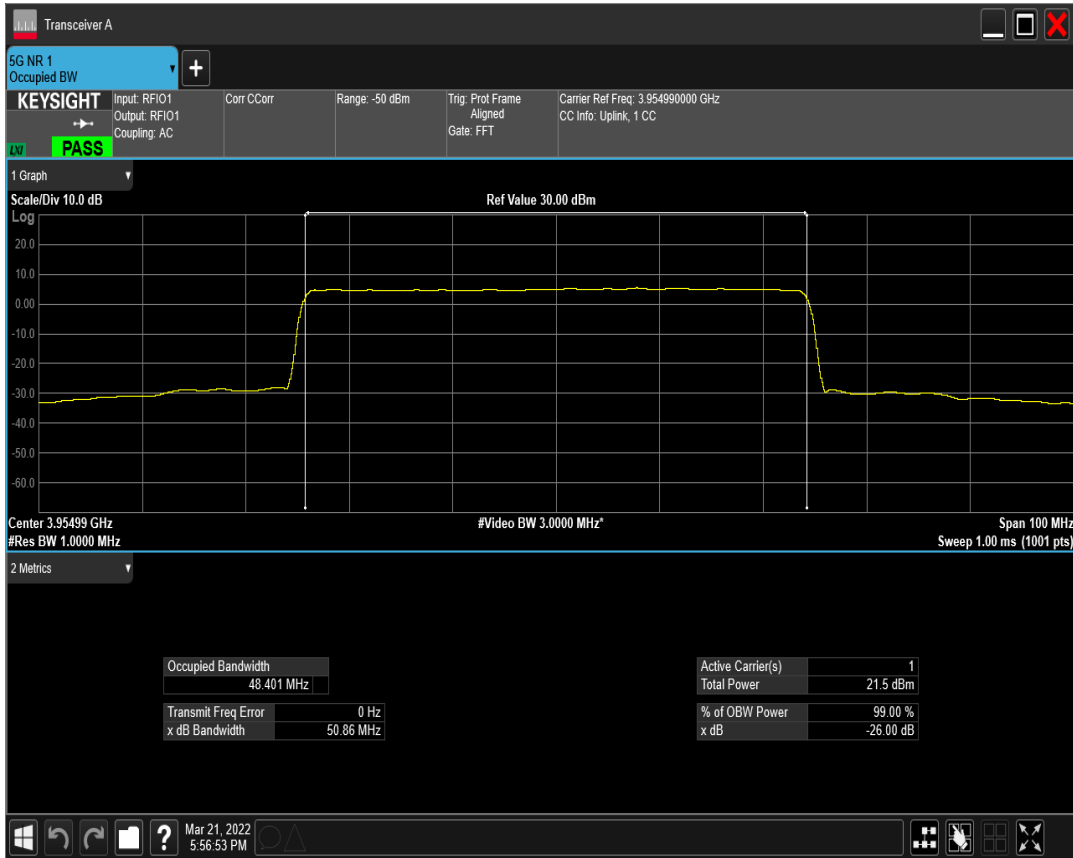 Transceiver A
5G NR 1
Occupied BW
KEYSIGHT
LXI
PASS
Input: RFIO1
Output: RFIO1
Coupling: AC
Corr CCorr
Range: -50 dBm
Trig: Prot Frame
Aligned
Gate: FFT
Carrier Ref Freq: 3.954990000 GHz
CC Info: Uplink, 1 CC
1 Graph
Scale/Div 10.0 dB
Ref Value 30.00 dBm
Log
20.0
10.0
0.00
-10.0
-20.0
-30.0
-40.0
-50.0
-60.0
Center 3.95499 GHz
#Video BW 3.0000 MHz*
Span 100 MHz
#Res BW 1.0000 MHz
Sweep 1.00 ms (1001 pts)
2 Metrics
Occupied Bandwidth
48.401 MHz
Transmit Freq Error 0 Hz
x dB Bandwidth 50.86 MHz
Active Carrier(s) 1
Total Power 21.5 dBm
% of OBW Power 99.00 %
x dB -26.00 dB
?
Mar 21, 2022
5:56:53 PM